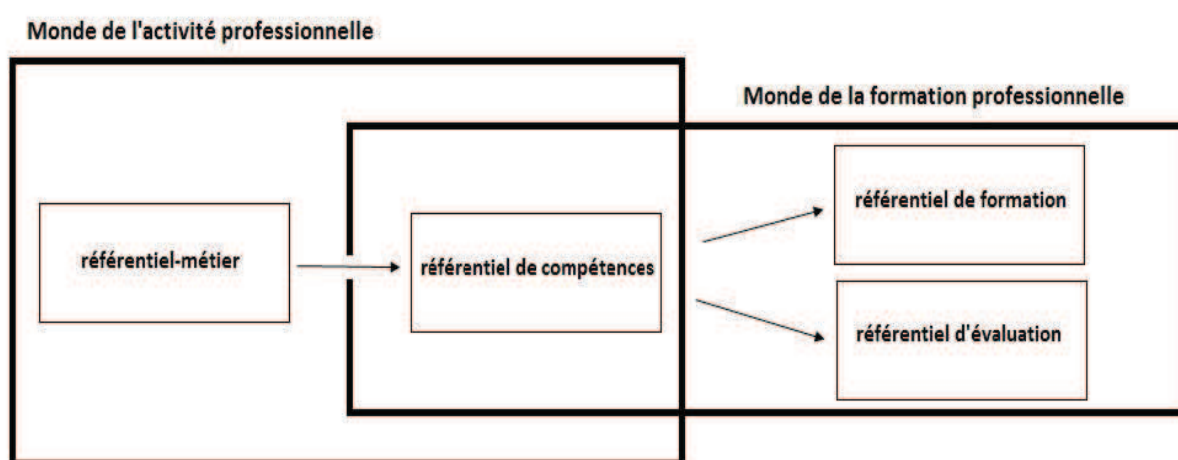 Monde de l'activité professionnelle
Monde de la formation professionnelle
référentiel de formation
référentiel-métier
référentiel de compétences
référentiel d'évaluation